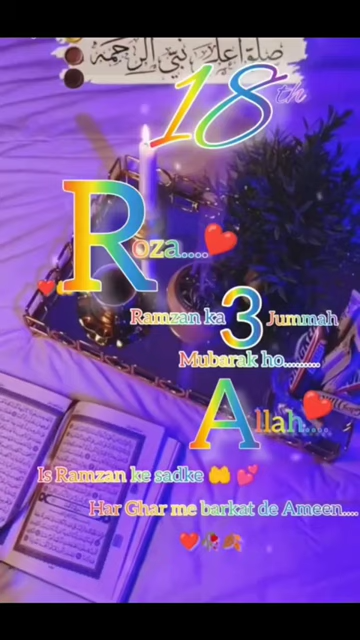 صلوا عليك نبي الرحمة
18th
Roza....❤️
Ramzan ka 3 Jummah
Mubarak ho.........
Allah....❤️
Is Ramzan ke sadke 🤲 💕
Har Ghar me barkat de Ameen....
❤️🥀🍂